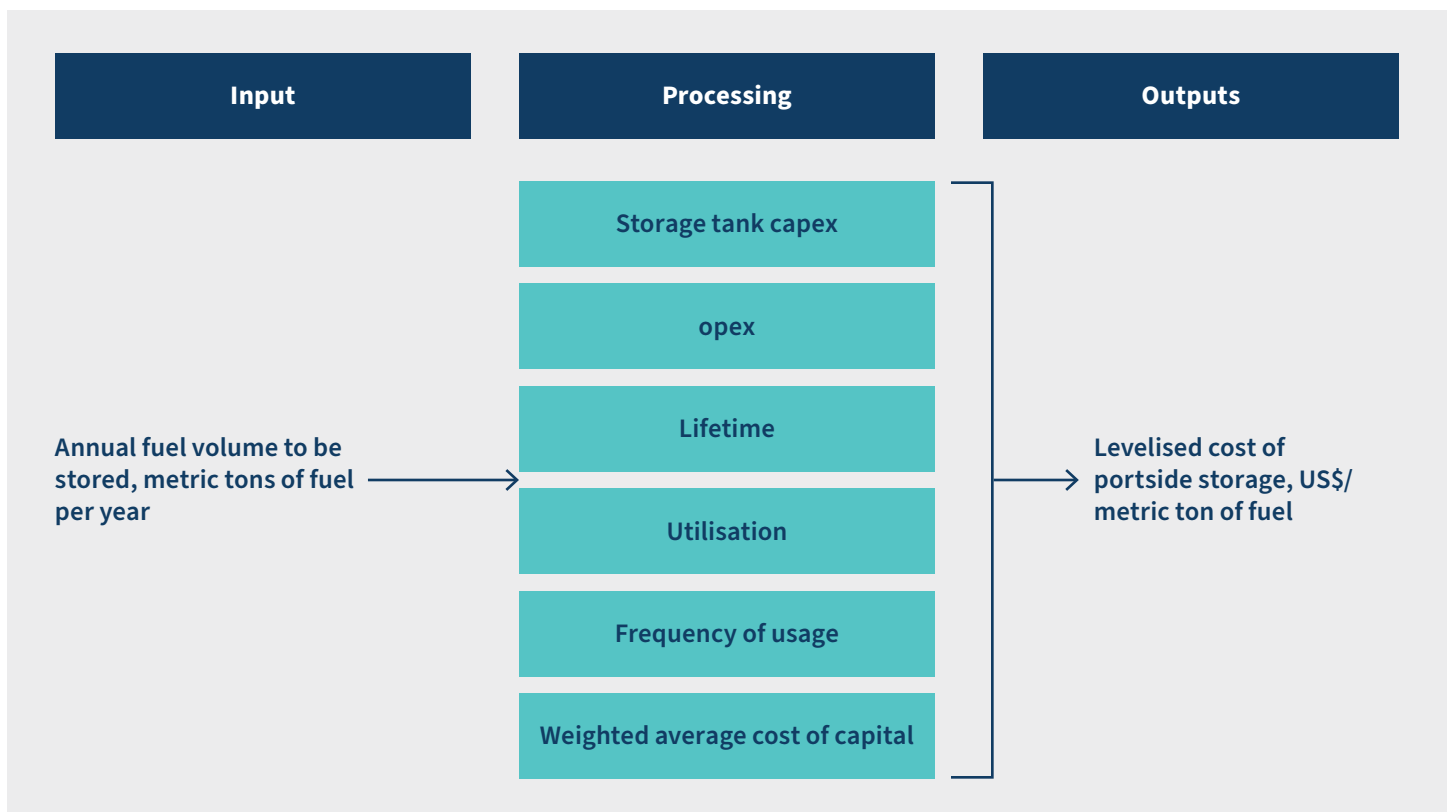 Input
Processing
Outputs
Storage tank capex
opex
Lifetime
Utilisation
Frequency of usage
Weighted average cost of capital
Annual fuel volume to be
stored, metric tons of fuel
per year
Levelised cost of
portside storage, US$/
metric ton of fuel